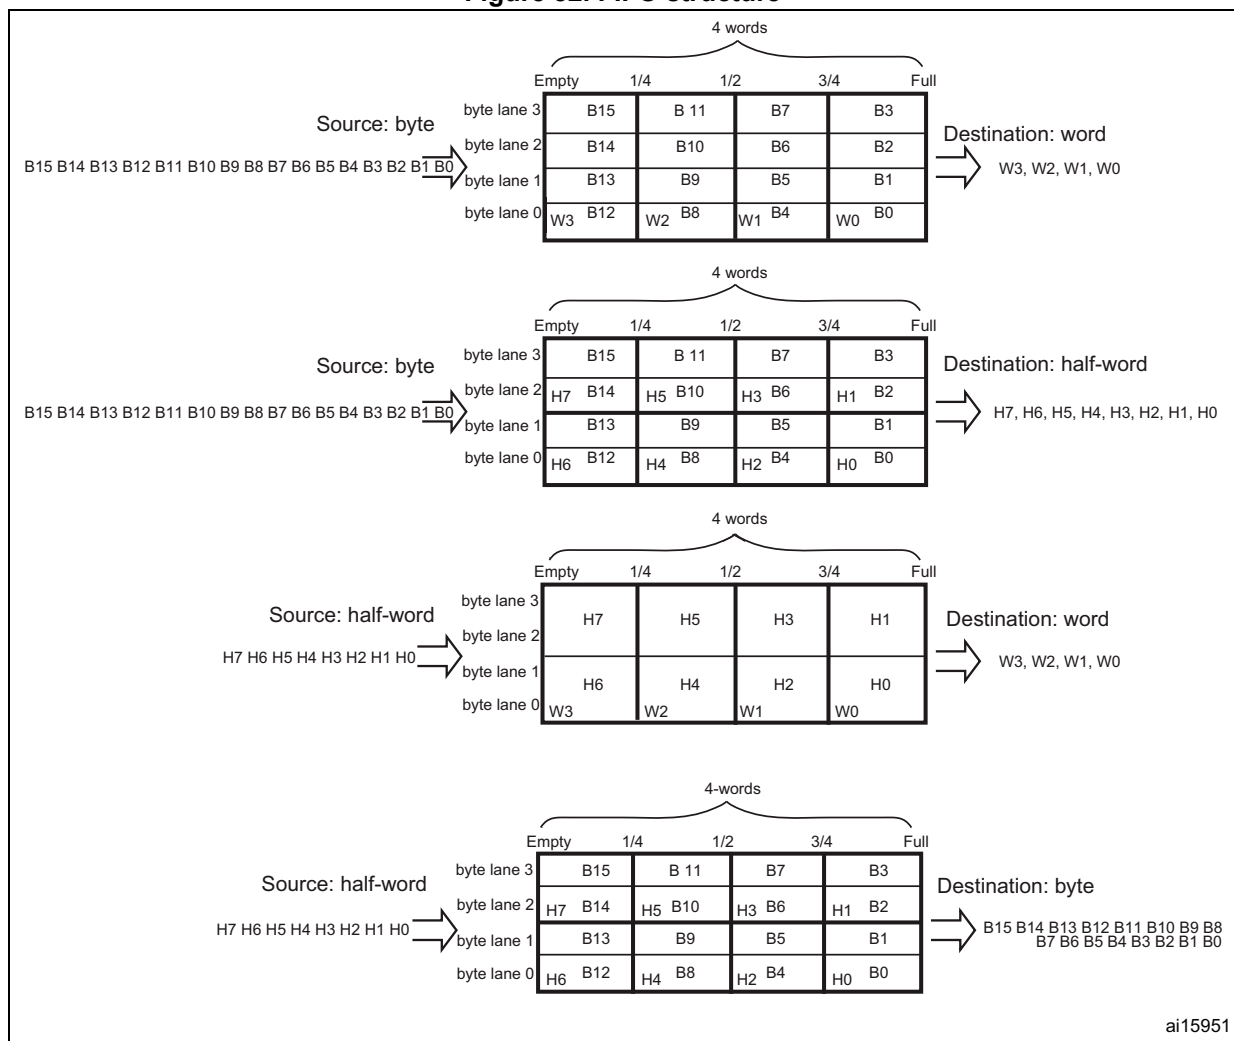 4 words
Empty 1/4 1/2 3/4 Full
byte lane 3 B15 B 11 B7 B3
Source: byte
Destination: word
byte lane 2 B14 B10 B6 B2
B15 B14 B13 B12 B11 B10 B9 B8 B7 B6 B5 B4 B3 B2 B1 B0
W3, W2, W1, W0
byte lane 1 B13 B9 B5 B1
byte lane 0 W3 B12 W2 B8 W1 B4 W0 B0
4 words
Empty 1/4 1/2 3/4 Full
byte lane 3 B15 B 11 B7 B3
Source: byte
Destination: half-word
byte lane 2 H7 B14 H5 B10 H3 B6 H1 B2
B15 B14 B13 B12 B11 B10 B9 B8 B7 B6 B5 B4 B3 B2 B1 B0
H7, H6, H5, H4, H3, H2, H1, H0
byte lane 1 B13 B9 B5 B1
byte lane 0 H6 B12 H4 B8 H2 B4 H0 B0
4 words
Empty 1/4 1/2 3/4 Full
byte lane 3
Source: half-word
H7 H5 H3 H1
Destination: word
byte lane 2
H7 H6 H5 H4 H3 H2 H1 H0
W3, W2, W1, W0
byte lane 1
H6 H4 H2 H0
byte lane 0 W3 W2 W1 W0
4-words
Empty 1/4 1/2 3/4 Full
byte lane 3 B15 B 11 B7 B3
Source: half-word
Destination: byte
byte lane 2 H7 B14 H5 B10 H3 B6 H1 B2
H7 H6 H5 H4 H3 H2 H1 H0
B15 B14 B13 B12 B11 B10 B9 B8
B7 B6 B5 B4 B3 B2 B1 B0
byte lane 1 B13 B9 B5 B1
byte lane 0 H6 B12 H4 B8 H2 B4 H0 B0
ai15951